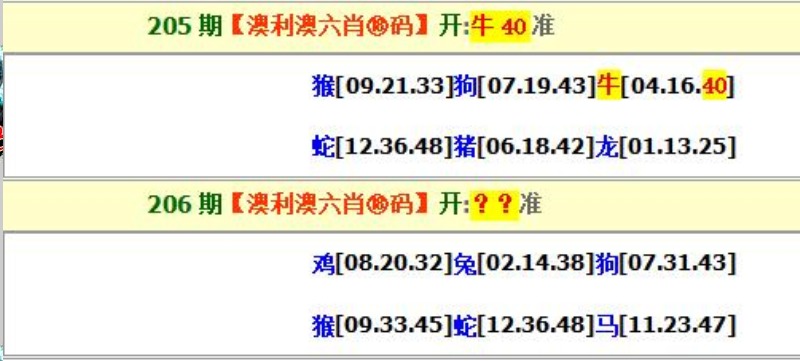 205 期【澳利澳六肖⑱码】开:牛 40 准
猴[09.21.33]狗[07.19.43]牛[04.16.40]
蛇[12.36.48]猪[06.18.42]龙[01.13.25]
206 期【澳利澳六肖⑱码】开:？？准
鸡[08.20.32]兔[02.14.38]狗[07.31.43]
猴[09.33.45]蛇[12.36.48]马[11.23.47]